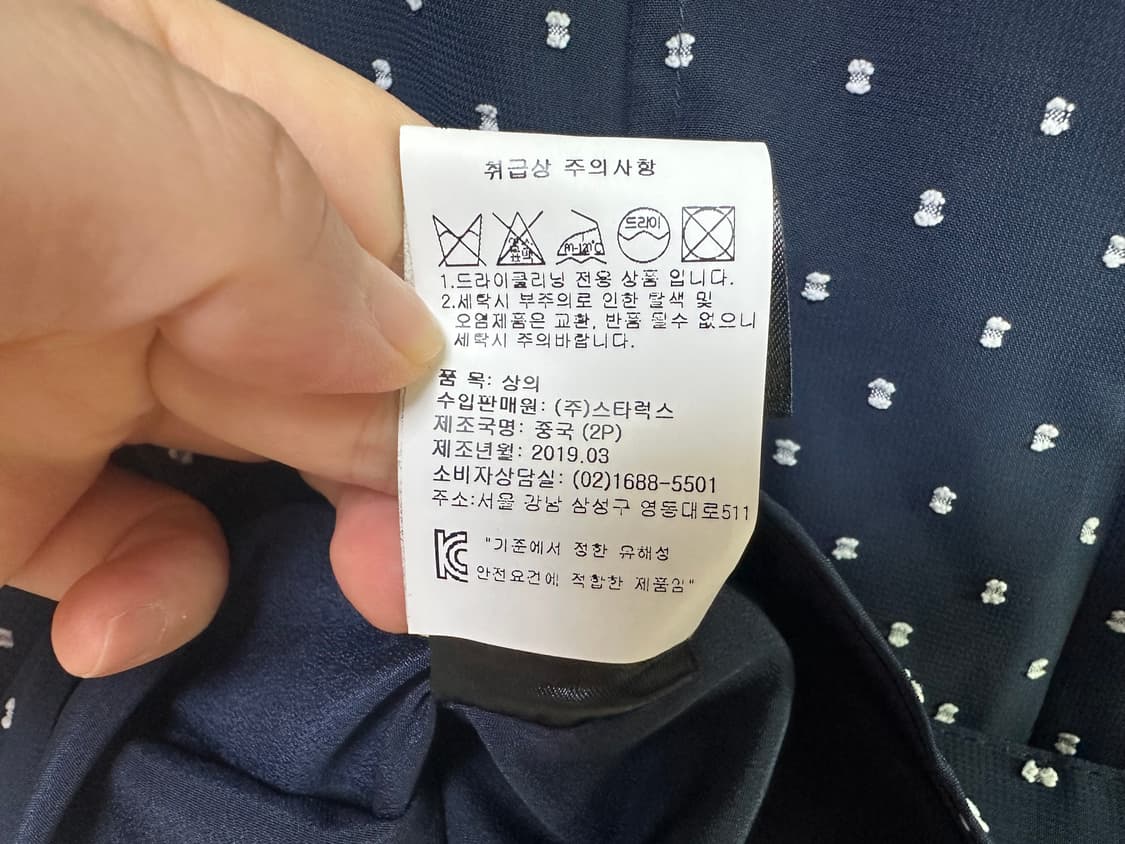 취급상 주의사항
염소표백 80~120℃ 드라이
1.드라이클리닝 전용 상품 입니다.
2.세탁시 부주의로 인한 탈색 및
오염제품은 교환, 반품 될수 없으니
세탁시 주의바랍니다.
품 목: 상의
수입판매원: (주)스타럭스
제조국명: 중국 (2P)
제조년월: 2019.03
소비자상담실: (02)1688-5501
주소:서울 강남 삼성구 영동대로511
"기준에서 정한 유해성
안전요건에 적합한 제품임"